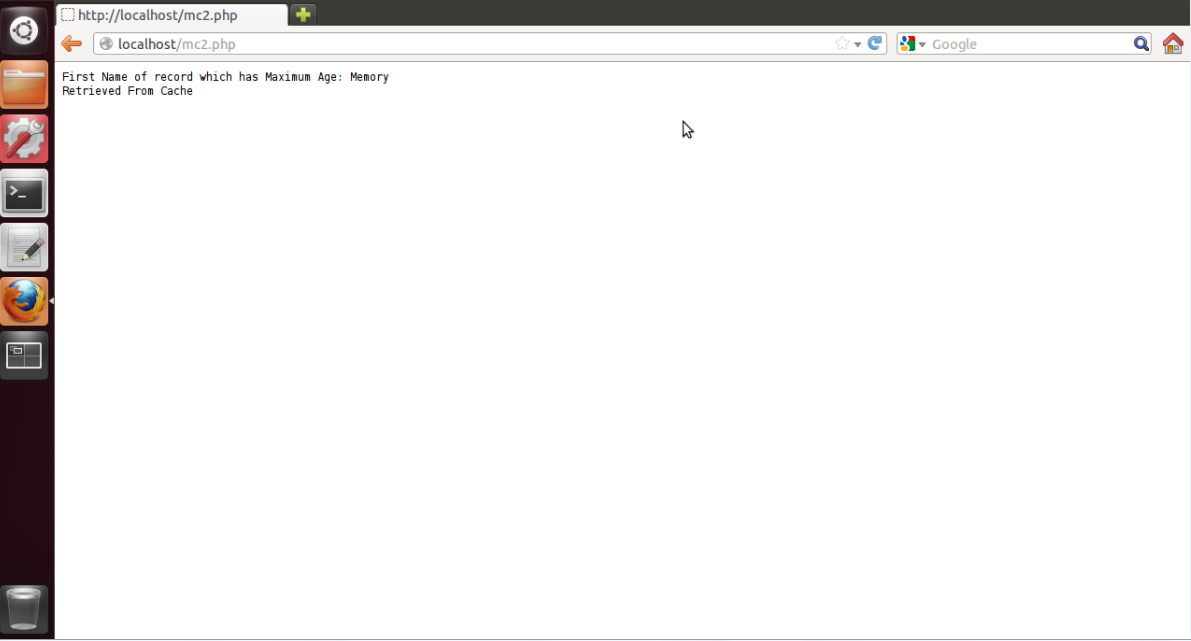 http://localhost/mc2.php
localhost/mc2.php
Google
First Name of record which has Maximum Age: Memory
Retrieved From Cache